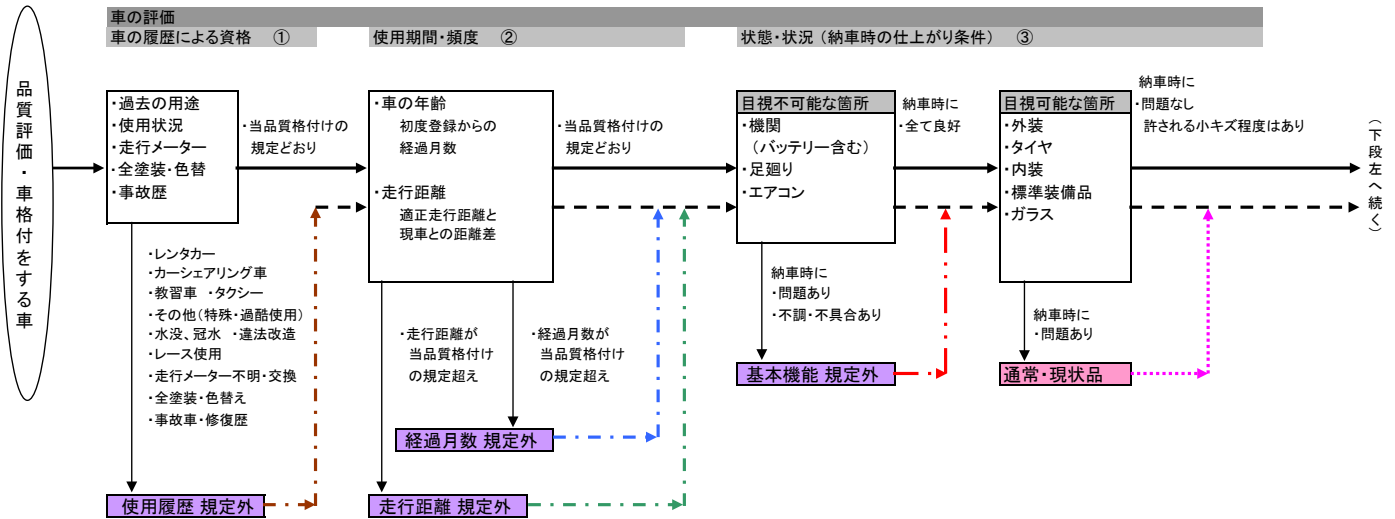 車の評価
車の履歴による資格 ①
使用期間・頻度 ②
状態・状況（納車時の仕上がり条件） ③
品質評価・車格付をする車
・過去の用途
・使用状況
・走行メーター
・全塗装・色替
・事故歴
・当品質格付けの
規定どおり
・レンタカー
・カーシェアリング車
・教習車 ・タクシー
・その他（特殊・過酷使用）
・水没、冠水 ・違法改造
・レース使用
・走行メーター不明・交換
・全塗装・色替え
・事故車・修復歴
使用履歴 規定外
・車の年齢
初度登録からの
経過月数
・走行距離
適正走行距離と
現車との距離差
・当品質格付けの
規定どおり
・走行距離が
当品質格付け
の規定超え
・経過月数が
当品質格付け
の規定超え
経過月数 規定外
走行距離 規定外
目視不可能な箇所
・機関
（バッテリー含む）
・足廻り
・エアコン
納車時に
・全て良好
納車時に
・問題あり
・不調・不具合あり
基本機能 規定外
目視可能な箇所
・外装
・タイヤ
・内装
・標準装備品
・ガラス
納車時に
・問題なし
許される小キズ程度はあり
納車時に
・問題あり
通常・現状品
（下段左へ続く）